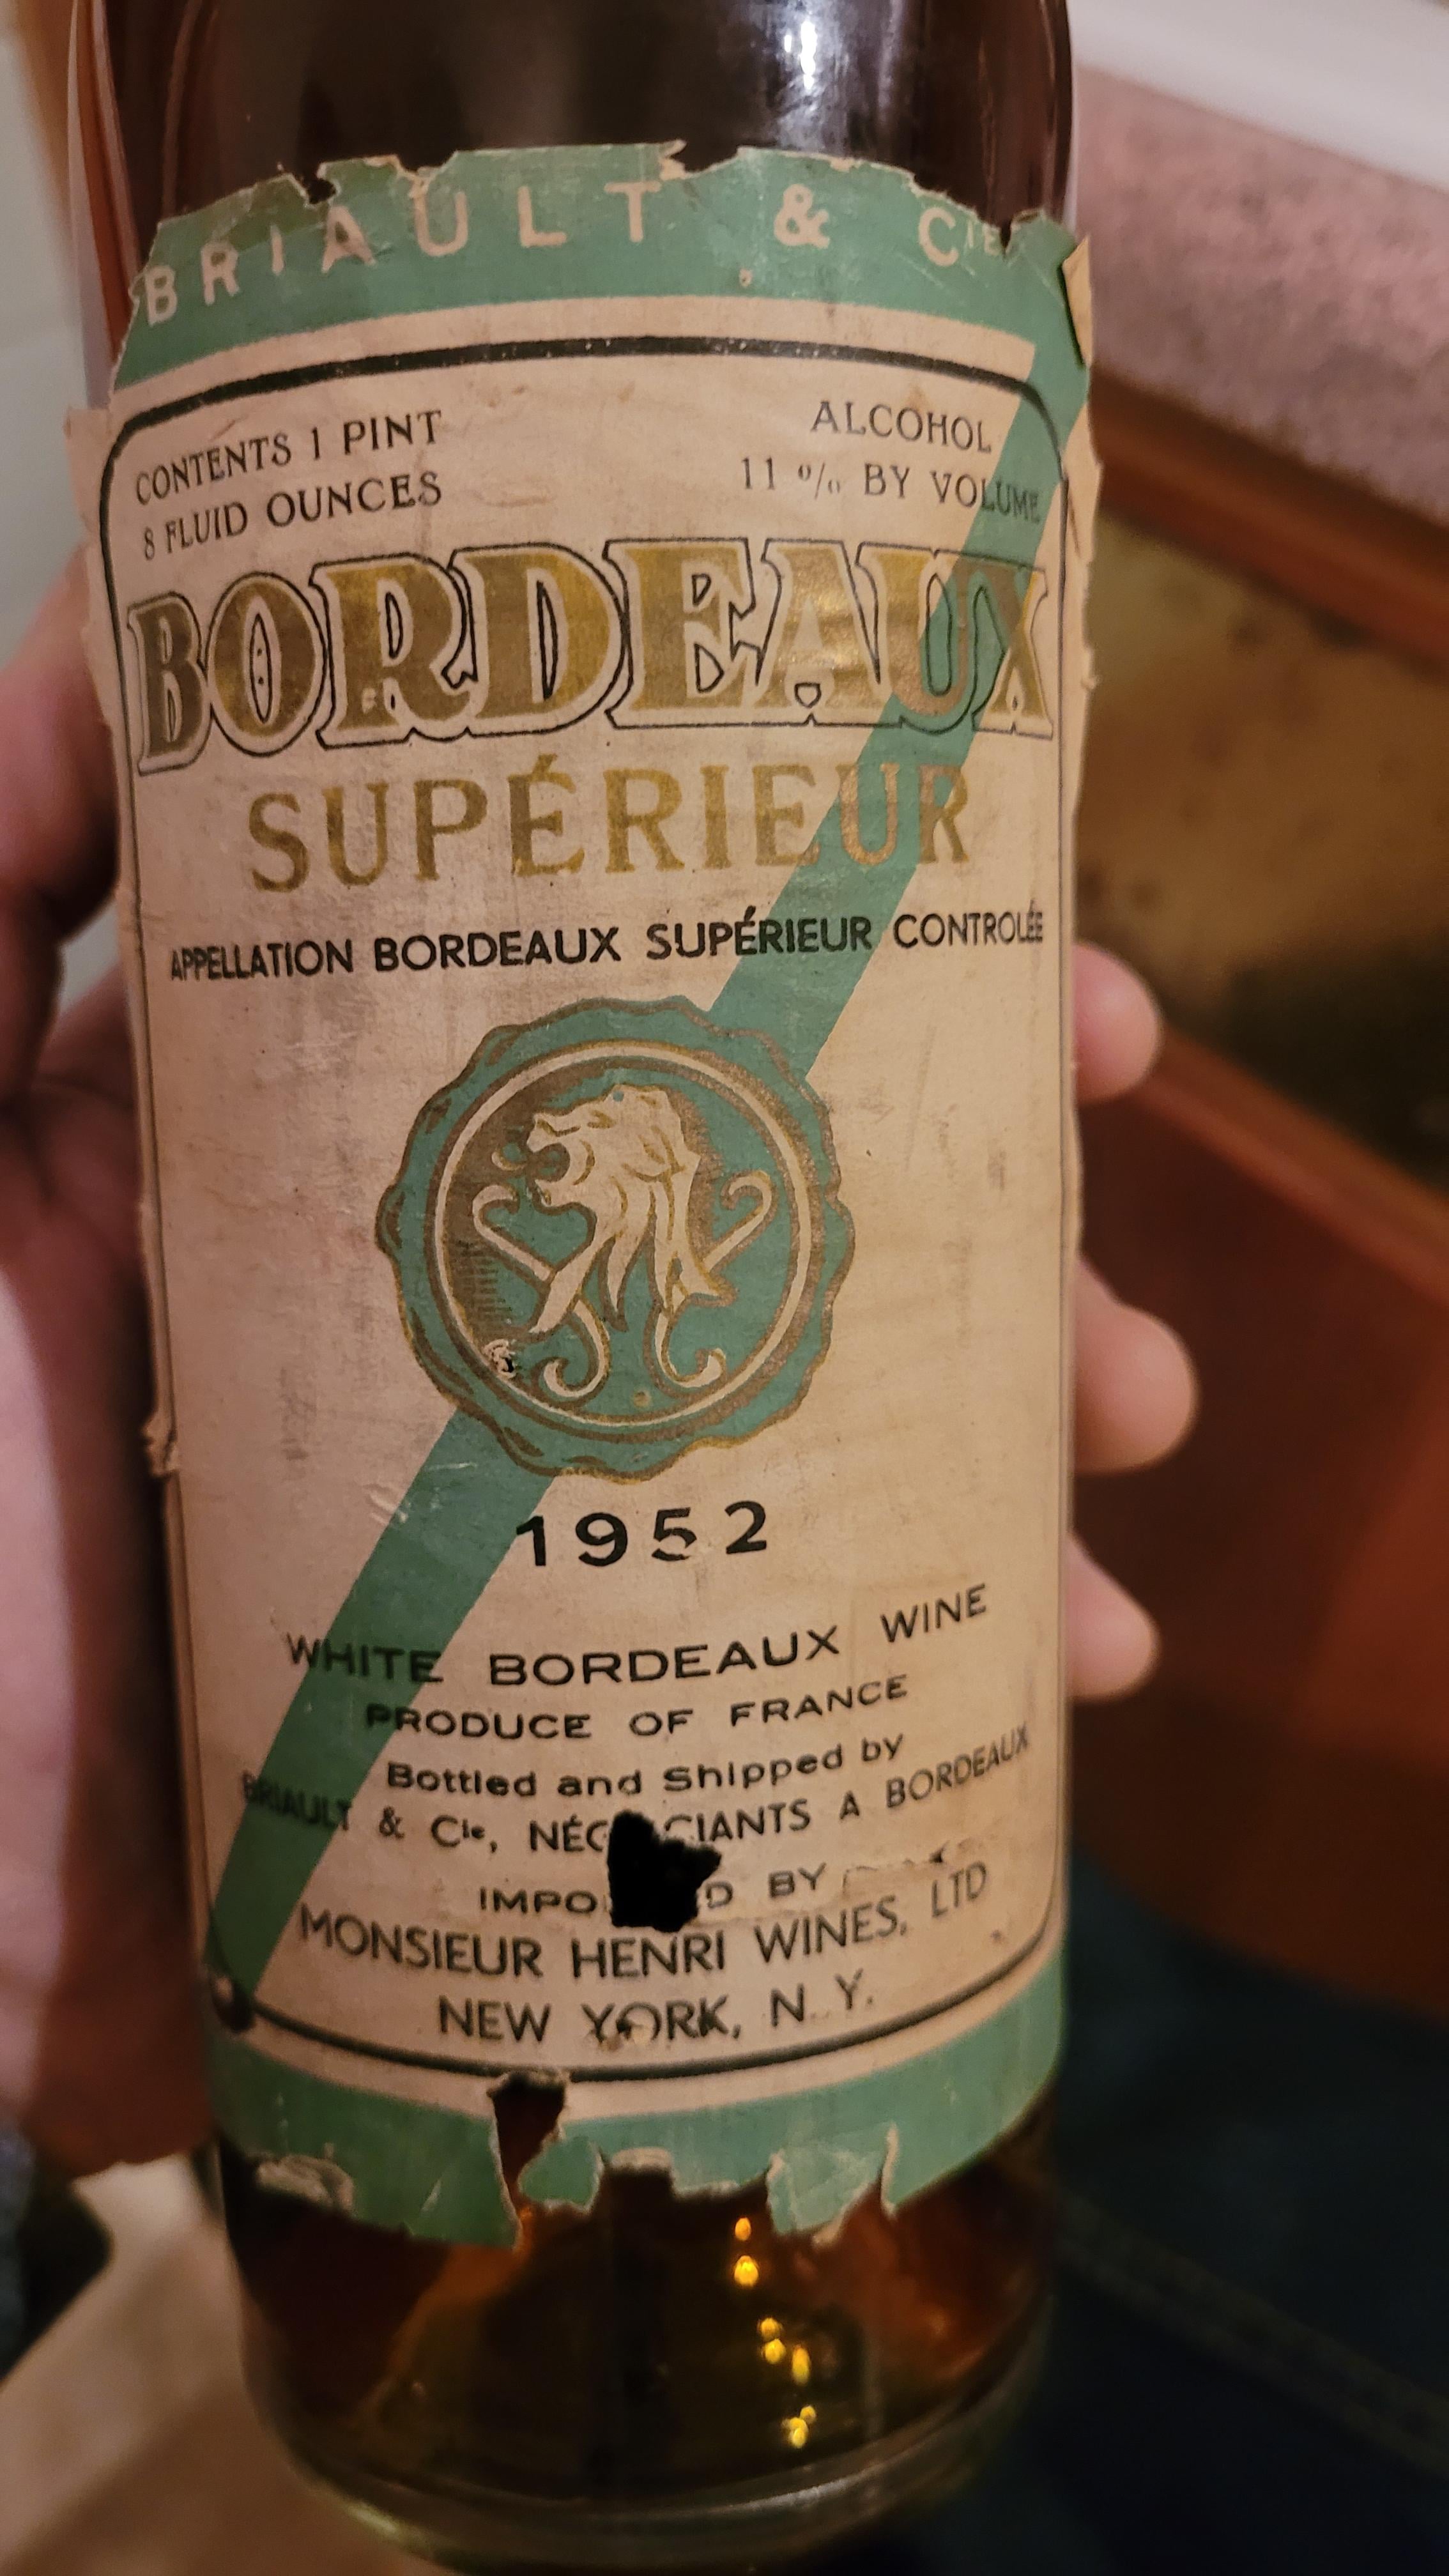 BRIAULT & CIE
CONTENTS 1 PINT
8 FLUID OUNCES
ALCOHOL
11 % BY VOLUME
BORDEAUX
SUPÉRIEUR
APPELLATION BORDEAUX SUPÉRIEUR CONTROLÉE
1952
WHITE BORDEAUX WINE
PRODUCE OF FRANCE
Bottled and Shipped by
BRIAULT & Cie, NÉG CIANTS A BORDEAUX
IMPO D BY
MONSIEUR HENRI WINES, LTD
NEW YORK, N. Y.